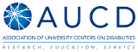 AUCD
ASSOCIATION OF UNIVERSITY CENTERS ON DISABILITIES
RESEARCH, EDUCATION, SERVICE